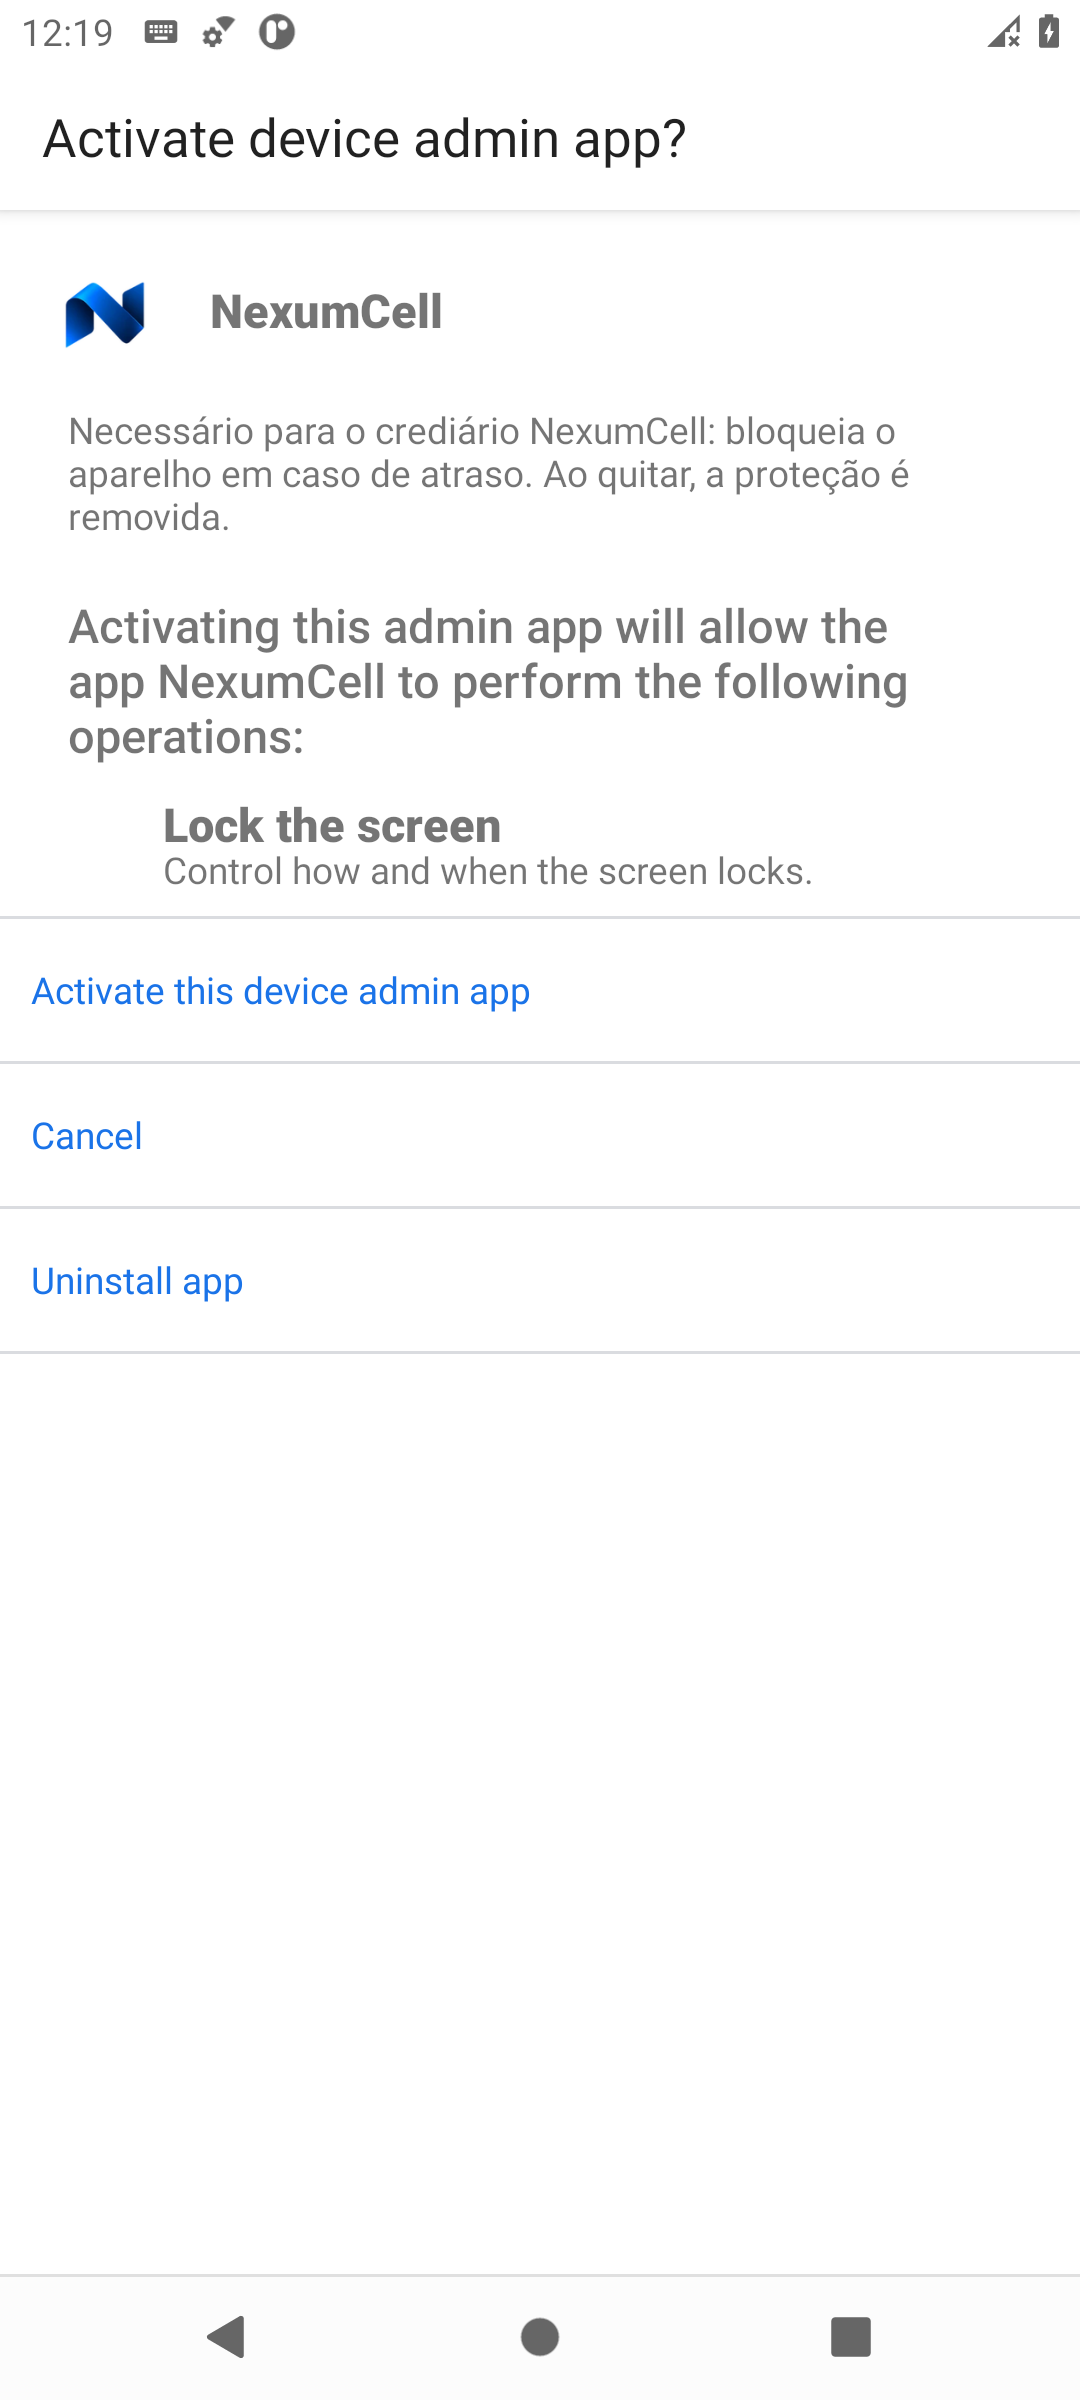 12:19
Activate device admin app?
NexumCell
Necessário para o crediário NexumCell: bloqueia o
aparelho em caso de atraso. Ao quitar, a proteção é
removida.
Activating this admin app will allow the
app NexumCell to perform the following
operations:
Lock the screen
Control how and when the screen locks.
Activate this device admin app
Cancel
Uninstall app